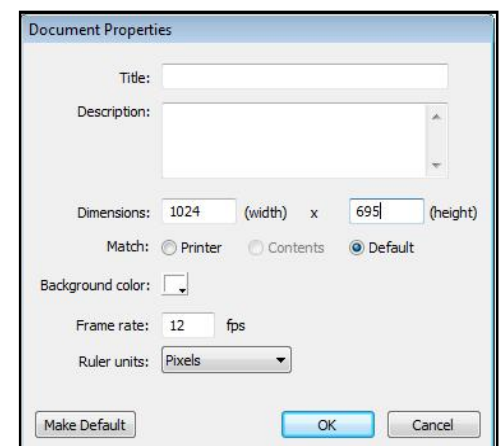 Document Properties
Title:
Description:
Dimensions: 1024 (width) x 695 (height)
Match: Printer Contents Default
Background color:
Frame rate: 12 fps
Ruler units: Pixels
Make Default OK Cancel